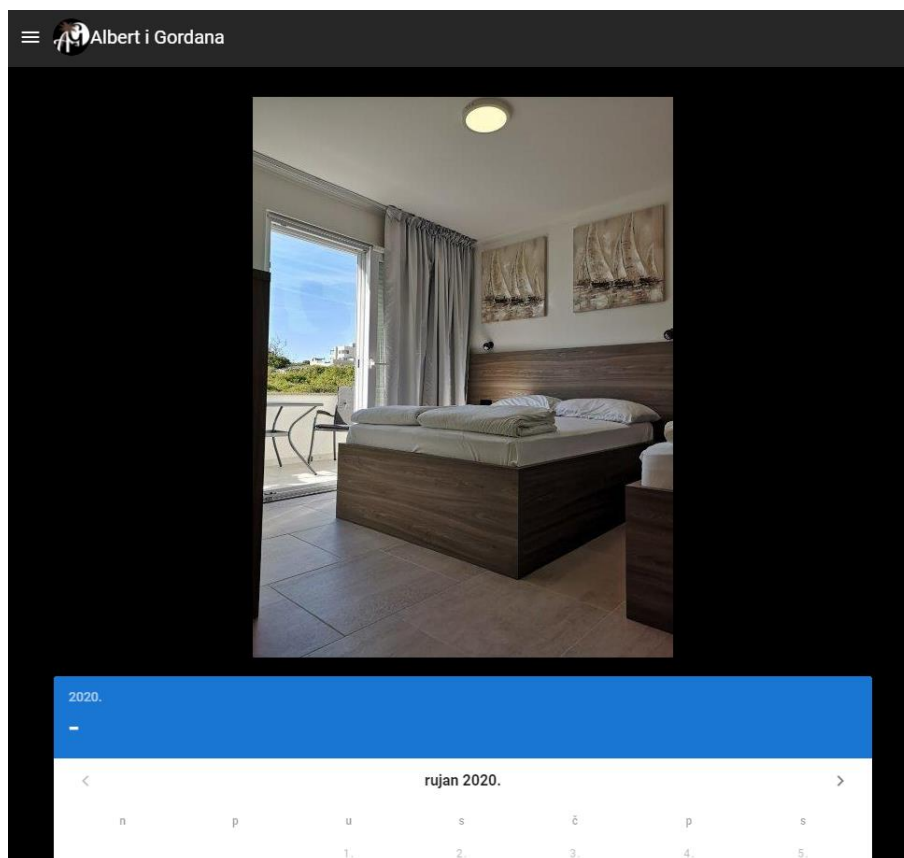 Albert i Gordana
2020.
-
rujan 2020.
n p u s č p s
1. 2. 3. 4. 5.